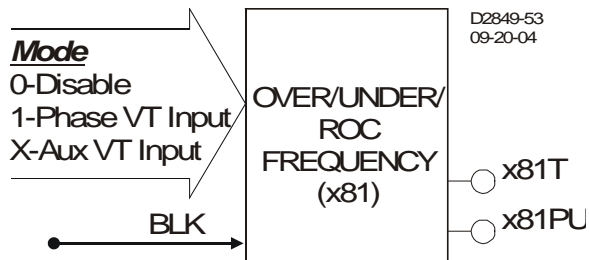 Mode
0-Disable
1-Phase VT Input
X-Aux VT Input
BLK
OVER/UNDER/
ROC
FREQUENCY
(x81)
D2849-53
09-20-04
x81T
x81PU